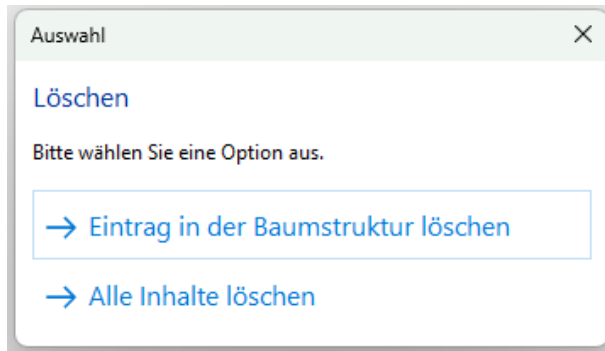 Auswahl
Löschen
Bitte wählen Sie eine Option aus.
→ Eintrag in der Baumstruktur löschen
→ Alle Inhalte löschen